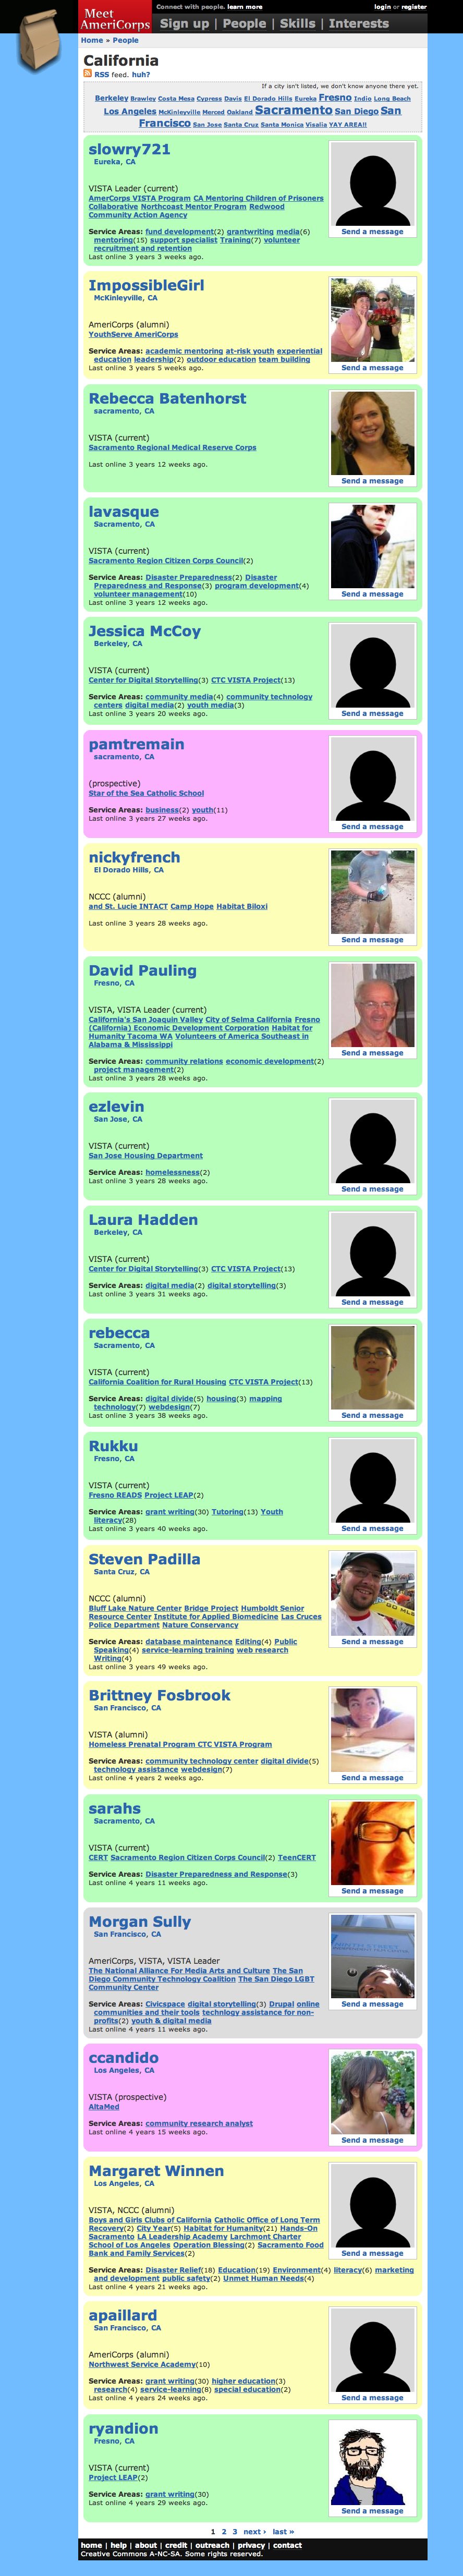 Meet
AmeriCorps
Connect with people. learn more
login or register
Sign up | People | Skills | Interests
Home » People
California
RSS feed. huh?
If a city isn't listed, we don't know anyone there yet.
Berkeley Brawley Costa Mesa Cypress Davis El Dorado Hills Eureka Fresno Indio Long Beach
Los Angeles McKinleyville Merced Oakland Sacramento San Diego San
Francisco San Jose Santa Cruz Santa Monica Visalia YAY AREA!!
slowry721
Eureka, CA
VISTA Leader (current)
AmerCorps VISTA Program CA Mentoring Children of Prisoners
Collaborative Northcoast Mentor Program Redwood
Community Action Agency
Service Areas: fund development(2) grantwriting media(6)
mentoring(15) support specialist Training(7) volunteer
recruitment and retention
Last online 3 years 3 weeks.
Send a message
ImpossibleGirl
McKinleyville, CA
AmeriCorps (alumni)
YouthServe AmeriCorps
Service Areas: academic mentoring at-risk youth experiential
education leadership(2) outdoor education team building
Last online 3 years 5 weeks.
Send a message
Rebecca Batenhorst
sacramento, CA
VISTA (current)
Sacramento Regional Medical Reserve Corps
Last online 3 years 12 weeks.
Send a message
lavasque
Sacramento, CA
VISTA (current)
Sacramento Region Citizen Corps Council(2)
Service Areas: Disaster Preparedness(2) Disaster
Preparedness and Response(3) program development(4)
volunteer management(10)
Last online 3 years 12 weeks.
Send a message
Jessica McCoy
Berkeley, CA
VISTA (current)
Center for Digital Storytelling(3) CTC VISTA Project(13)
Service Areas: community media(4) community technology
centers digital media(2) youth media(3)
Last online 3 years 20 weeks.
Send a message
pamtremain
sacramento, CA
(prospective)
Star of the Sea Catholic School
Service Areas: business(2) youth(11)
Last online 3 years 27 weeks.
Send a message
nickyfrench
El Dorado Hills, CA
NCCC (alumni)
and St. Lucie INTACT Camp Hope Habitat Biloxi
Last online 3 years 28 weeks.
Send a message
David Pauling
Fresno, CA
VISTA, VISTA Leader (current)
California's San Joaquin Valley City of Selma California Fresno
(California) Economic Development Corporation Habitat for
Humanity Tacoma WA Volunteers of America Southeast in
Alabama & Mississippi
Service Areas: community relations economic development(2)
project management(2)
Last online 3 years 28 weeks.
Send a message
ezlevin
San Jose, CA
VISTA (current)
San Jose Housing Department
Service Areas: homelessness(2)
Last online 3 years 28 weeks.
Send a message
Laura Hadden
Berkeley, CA
VISTA (current)
Center for Digital Storytelling(3) CTC VISTA Project(13)
Service Areas: digital media(2) digital storytelling(3)
Last online 3 years 31 weeks.
Send a message
rebecca
Sacramento, CA
VISTA (current)
California Coalition for Rural Housing CTC VISTA Project(13)
Service Areas: digital divide(5) housing(3) mapping
technology(7) webdesign(7)
Last online 3 years 38 weeks.
Send a message
Rukku
Fresno, CA
VISTA (current)
Fresno READS Project LEAP(2)
Service Areas: grant writing(30) Tutoring(13) Youth
literacy(28)
Last online 3 years 40 weeks.
Send a message
Steven Padilla
Santa Cruz, CA
NCCC (alumni)
Bluff Lake Nature Center Bridge Project Humboldt Senior
Resource Center Institute for Applied Biomedicine Las Cruces
Police Department Nature Conservancy
Service Areas: database maintenance Editing(4) Public
Speaking(4) service-learning training web research
Writing(4)
Last online 3 years 49 weeks.
Send a message
Brittney Fosbrook
San Francisco, CA
VISTA (alumni)
Homeless Prenatal Program CTC VISTA Program
Service Areas: community technology center digital divide(5)
technology assistance webdesign(7)
Last online 4 years 2 weeks.
Send a message
sarahs
Sacramento, CA
VISTA (current)
CERT Sacramento Region Citizen Corps Council(2) TeenCERT
Service Areas: Disaster Preparedness and Response(3)
Last online 4 years 11 weeks.
Send a message
Morgan Sully
San Francisco, CA
AmeriCorps, VISTA, VISTA Leader
The National Alliance For Media Arts and Culture The San
Diego Community Technology Coalition The San Diego LGBT
Community Center
Service Areas: Civicspace digital storytelling(3) Drupal online
communities and their tools technlogy assistance for non-
profits(2) youth & digital media
Last online 4 years 11 weeks.
Send a message
ccandido
Los Angeles, CA
VISTA (prospective)
AltaMed
Service Areas: community research analyst
Last online 4 years 15 weeks.
Send a message
Margaret Winnen
Los Angeles, CA
VISTA, NCCC (alumni)
Boys and Girls Clubs of California Catholic Office of Long Term
Recovery(2) City Year(5) Habitat for Humanity(21) Hands-On
Sacramento LA Leadership Academy Larchmont Charter
School of Los Angeles Operation Blessing(2) Sacramento Food
Bank and Family Services(2)
Service Areas: Disaster Relief(18) Education(19) Environment(4) literacy(6) marketing
and development public safety(2) Unmet Human Needs(4)
Last online 4 years 21 weeks.
Send a message
apaillard
San Francisco, CA
AmeriCorps (alumni)
Northwest Service Academy(10)
Service Areas: grant writing(30) higher education(3)
research(4) service-learning(8) special education(2)
Last online 4 years 24 weeks.
Send a message
ryandion
Fresno, CA
VISTA (current)
Project LEAP(2)
Service Areas: grant writing(30)
Last online 4 years 29 weeks.
Send a message
1 2 3 next › last »
home | help | about | credit | outreach | privacy | contact
Creative Commons A-NC-SA. Some rights reserved.